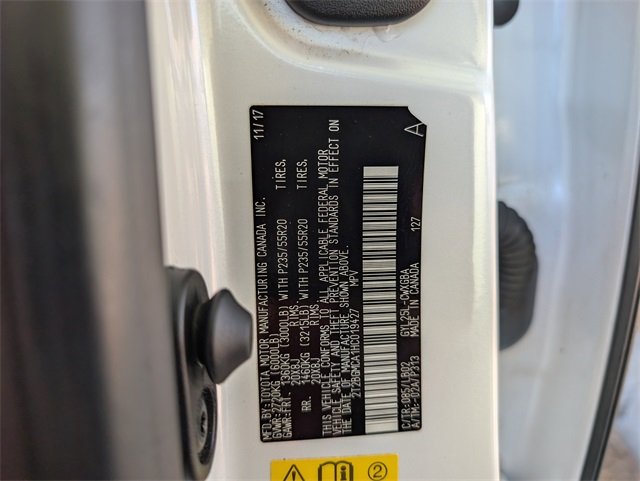 MFD.BY:TOYOTA MOTOR MANUFACTURING CANADA INC. 11/17
GVWR:2770KG (6000LB)
GAWR:FRT. 1360KG (3000LB) WITH P235/55R20 TIRES,
20X8J RIMS,
RR. 1460KG (3215LB) WITH P235/55R20 TIRES,
20X8J RIMS,
THIS VEHICLE CONFORMS TO ALL APPLICABLE FEDERAL MOTOR
VEHICLE SAFETY AND THEFT PREVENTION STANDARDS IN EFFECT ON
THE DATE OF MANUFACTURE SHOWN ABOVE.
2T2BGMCA1HC019427 MPV
127
C/TR:085/LB02 GYL25L-CWXGBA
A/TM:-02A/P313 MADE IN CANADA
A
2